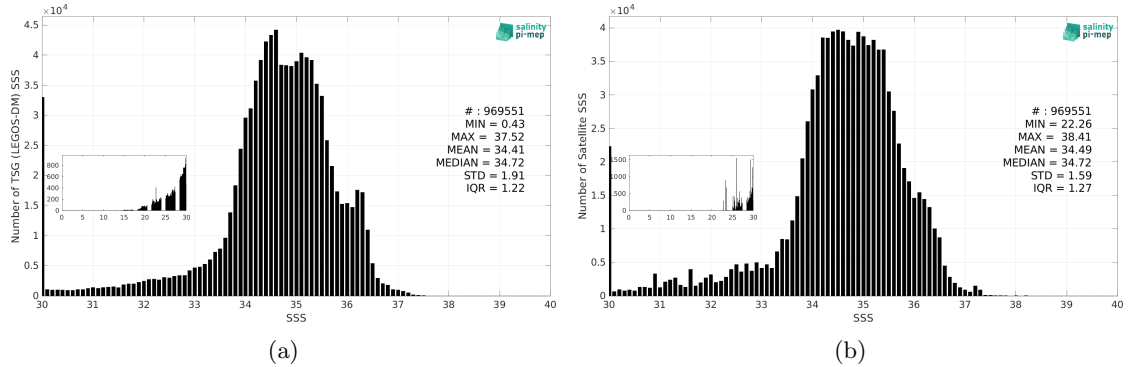 ×10⁴
4.5
4
3.5
3
2.5
2
1.5
1
0.5
0
Number of TSG (LEGOS-DM) SSS
salinity
pi-mep
# : 969551
MIN = 0.43
MAX = 37.52
MEAN = 34.41
MEDIAN = 34.72
STD = 1.91
IQR = 1.22
800
600
400
200
0
0 5 10 15 20 25 30
30 31 32 33 34 35 36 37 38 39 40
SSS
(a)
×10⁴
4
3.5
3
2.5
2
1.5
1
0.5
0
Number of Satellite SSS
salinity
pi-mep
# : 969551
MIN = 22.26
MAX = 38.41
MEAN = 34.49
MEDIAN = 34.72
STD = 1.59
IQR = 1.27
1500
1000
500
0
0 5 10 15 20 25 30
30 31 32 33 34 35 36 37 38 39 40
SSS
(b)